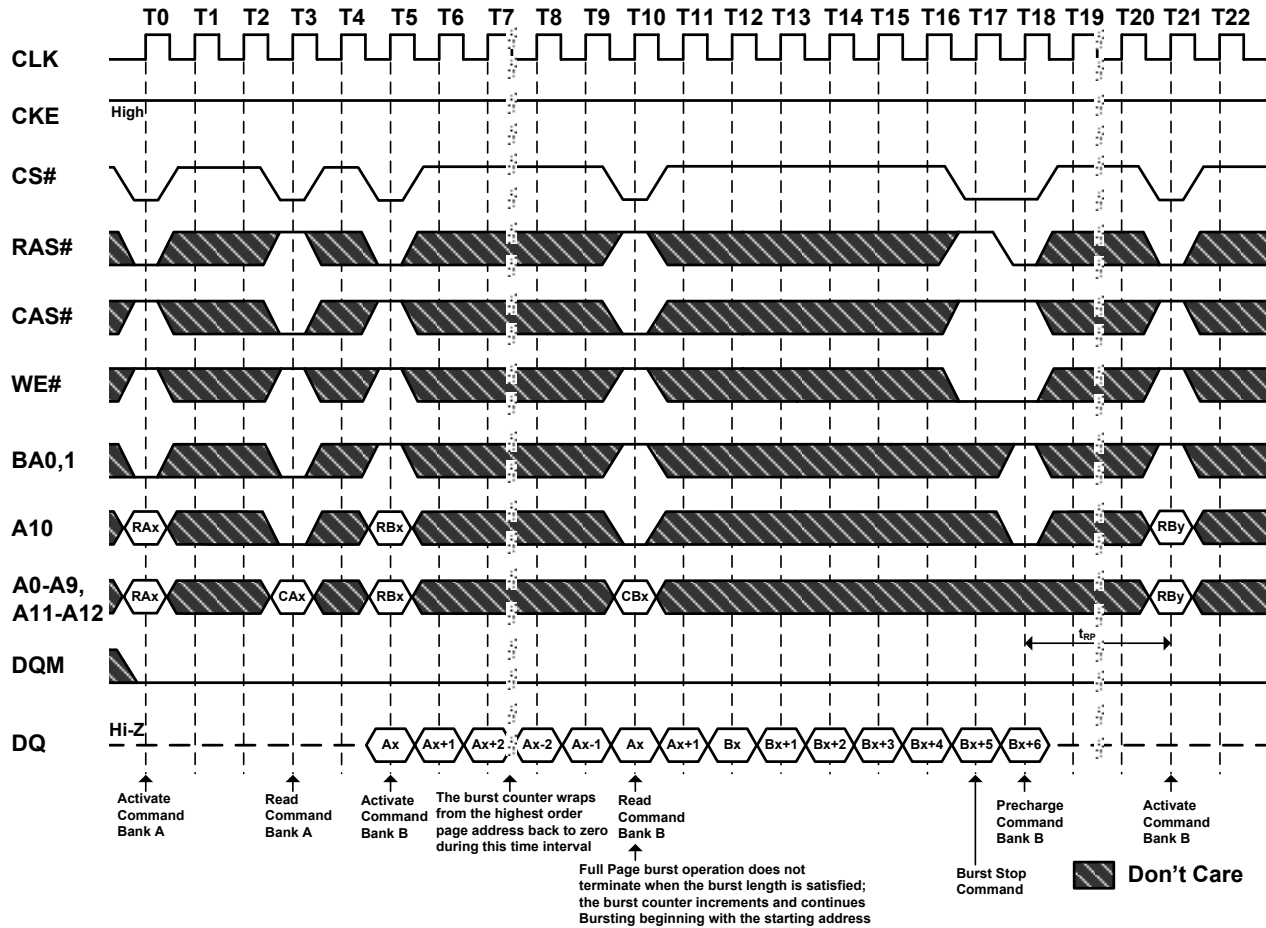 T0 T1 T2 T3 T4 T5 T6 T7 T8 T9 T10 T11 T12 T13 T14 T15 T16 T17 T18 T19 T20 T21 T22
CLK
CKE
High
CS#
RAS#
CAS#
WE#
BA0,1
A10
RAx RBx RBy
A0-A9,
A11-A12
RAx CAx RBx CBx RBy
tRP
DQM
DQ
Hi-Z
Ax Ax+1 Ax+2 Ax-2 Ax-1 Ax Ax+1 Bx Bx+1 Bx+2 Bx+3 Bx+4 Bx+5 Bx+6
Activate
Command
Bank A
Read
Command
Bank A
Activate
Command
Bank B
The burst counter wraps
from the highest order
page address back to zero
during this time interval
Read
Command
Bank B
Full Page burst operation does not
terminate when the burst length is satisfied;
the burst counter increments and continues
Bursting beginning with the starting address
Burst Stop
Command
Precharge
Command
Bank B
Activate
Command
Bank B
Don't Care